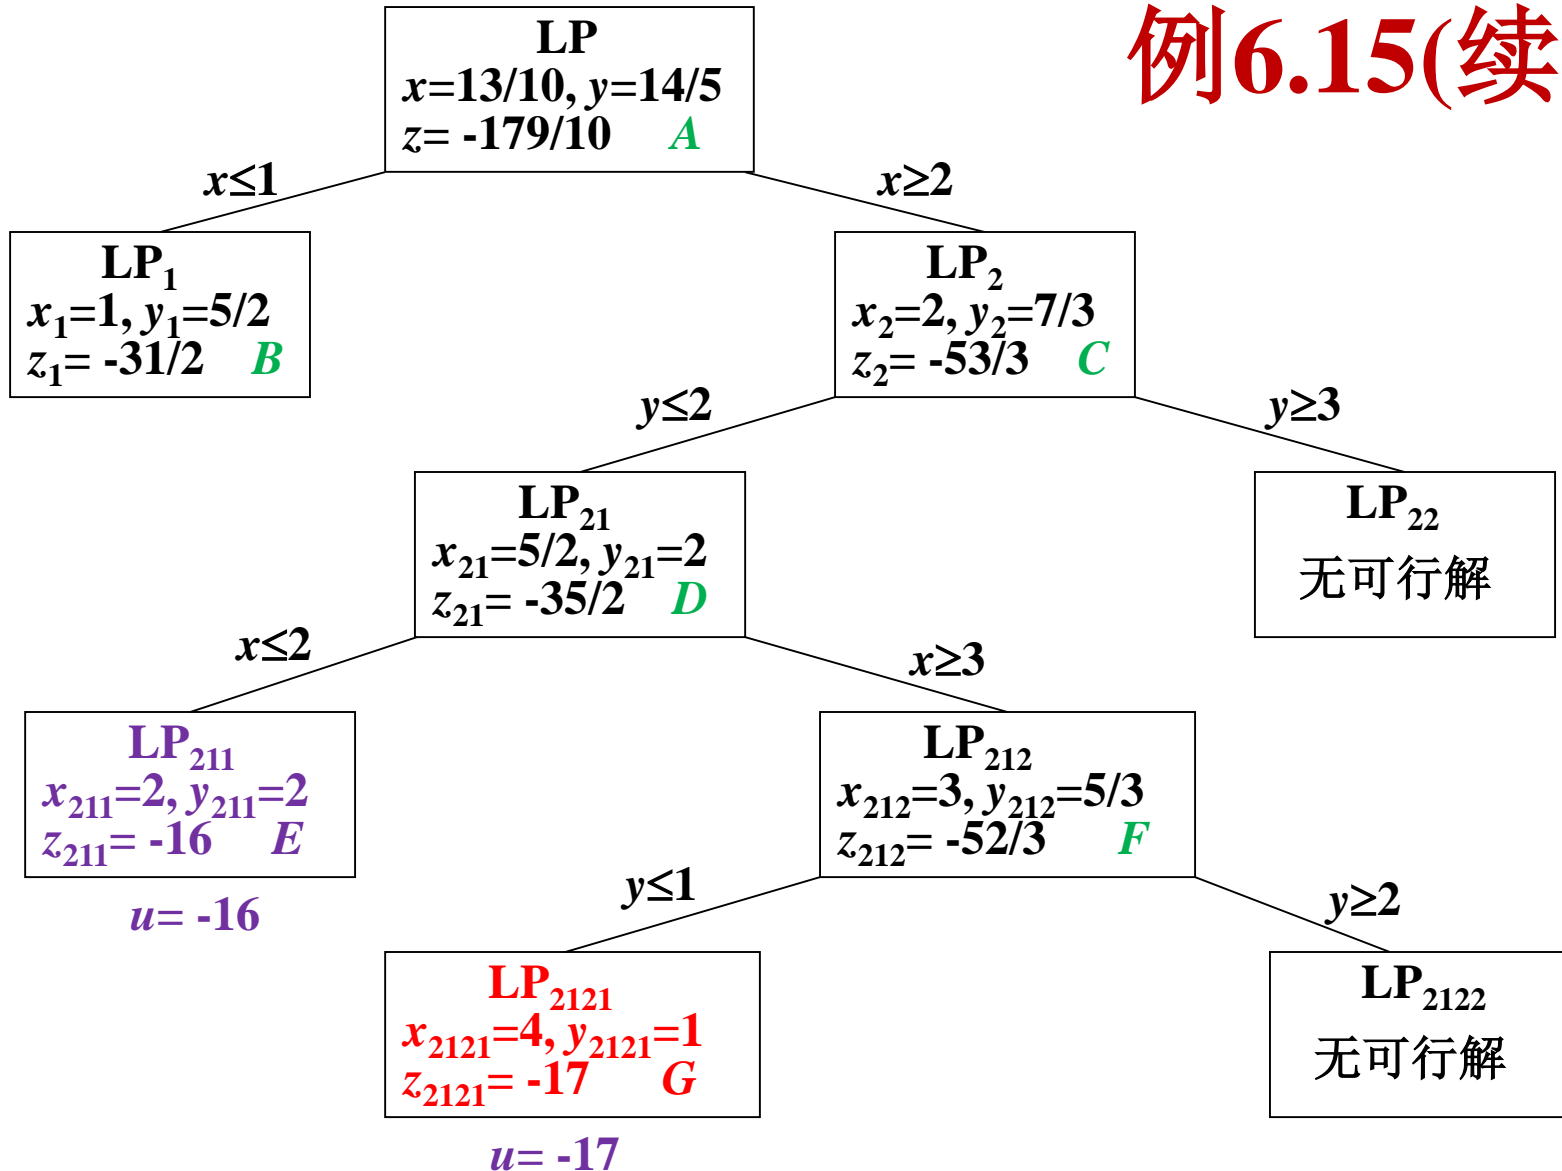 例6.15(续
LP
x=13/10, y=14/5
z= -179/10 A
x≤1
x≥2
LP₁
x₁=1, y₁=5/2
z₁= -31/2 B
LP₂
x₂=2, y₂=7/3
z₂= -53/3 C
y≤2
y≥3
LP₂₁
x₂₁=5/2, y₂₁=2
z₂₁= -35/2 D
LP₂₂
无可行解
x≤2
x≥3
LP₂₁₁
x₂₁₁=2, y₂₁₁=2
z₂₁₁= -16 E
u= -16
LP₂₁₂
x₂₁₂=3, y₂₁₂=5/3
z₂₁₂= -52/3 F
y≤1
y≥2
LP₂₁₂₁
x₂₁₂₁=4, y₂₁₂₁=1
z₂₁₂₁= -17 G
u= -17
LP₂₁₂₂
无可行解